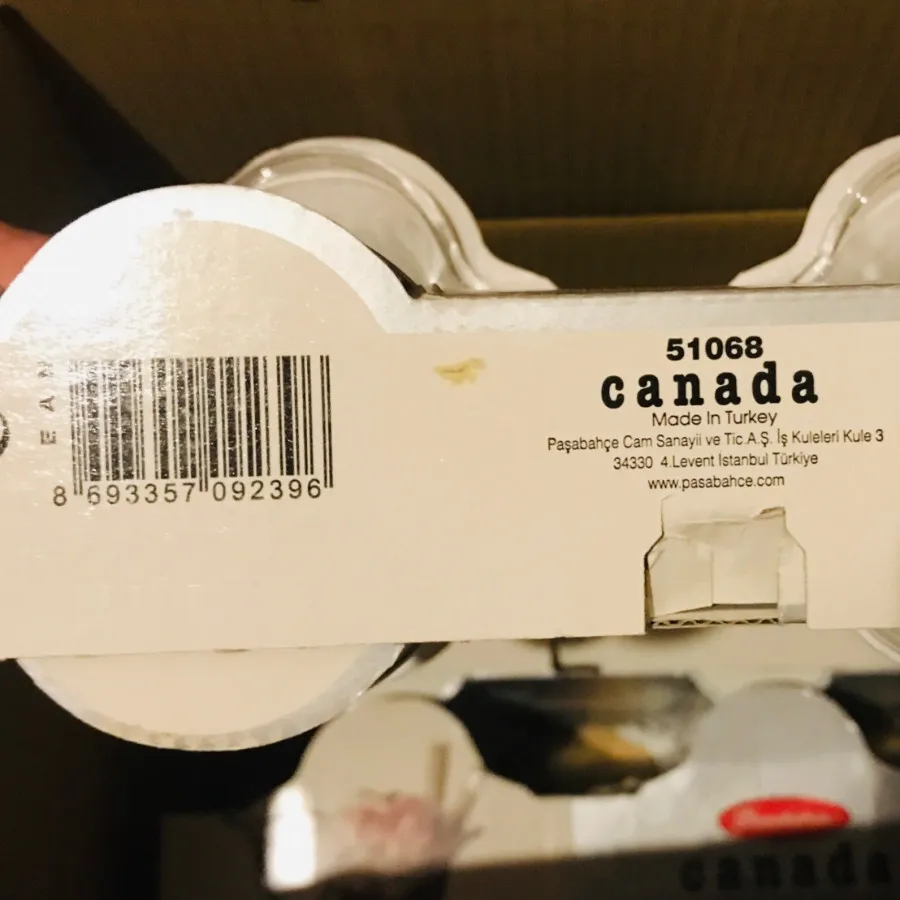 EAN
8 693357 092396
51068
canada
Made In Turkey
Paşabahçe Cam Sanayii ve Tic.A.Ş. İş Kuleleri Kule 3
34330 4.Levent İstanbul Türkiye
www.pasabahce.com
canada